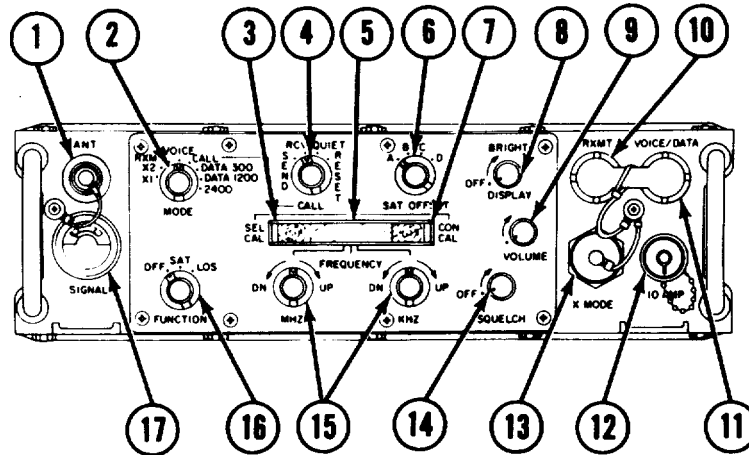 1 2 3 4 5 6 7 8 9 10
ANT
VOICE
RXM CALL
X2 DATA 300
X1 DATA 1200
2400
MODE
RCV QUIET
SEND RESET
CALL
B C
A D
SAT OFFSET
BRIGHT
OFF
DISPLAY
RXMT VOICE/DATA
SEL CAL
CON CAL
VOLUME
FREQUENCY
DN UP
MHZ
DN UP
KHZ
OFF
SQUELCH
X MODE
10 AMP
SIGNAL
SAT
OFF LOS
FUNCTION
17 16 15 14 13 12 11